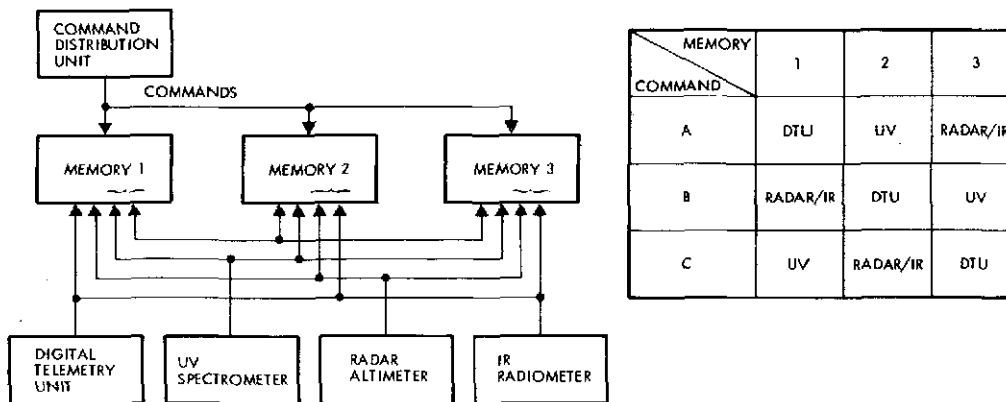 COMMAND
DISTRIBUTION
UNIT
COMMANDS
MEMORY 1
MEMORY 2
MEMORY 3
DIGITAL
TELEMETRY
UNIT
UV
SPECTROMETER
RADAR
ALTIMETER
IR
RADIOMETER
MEMORY
COMMAND
1 2 3
A DTU UV RADAR/IR
B RADAR/IR DTU UV
C UV RADAR/IR DTU